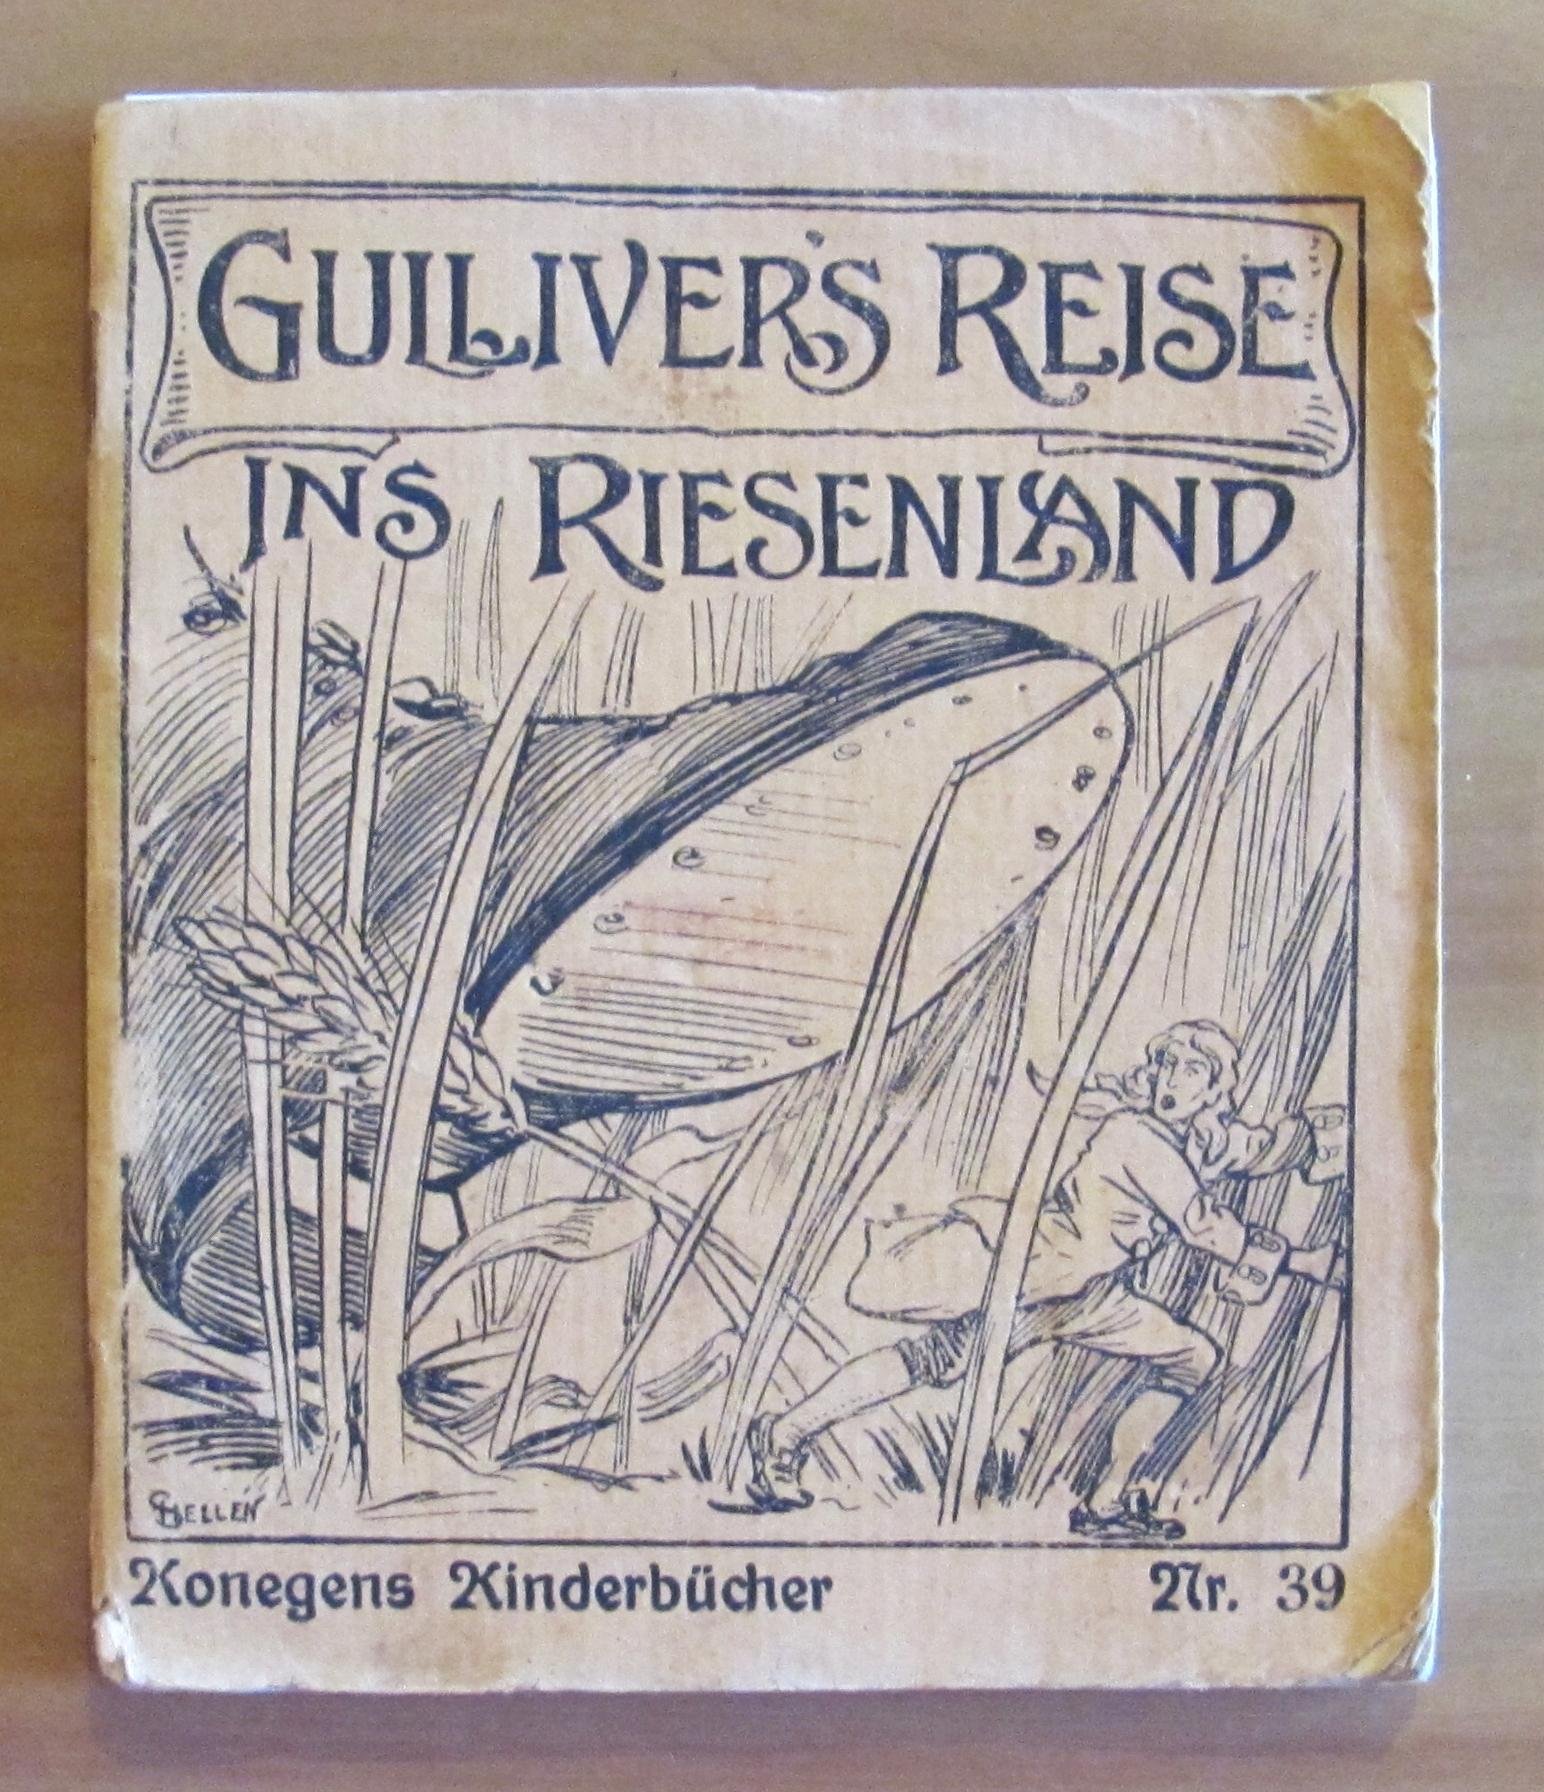 GULLIVER'S REISE
INS RIESENLAND
Konegens Kinderbücher Nr. 39